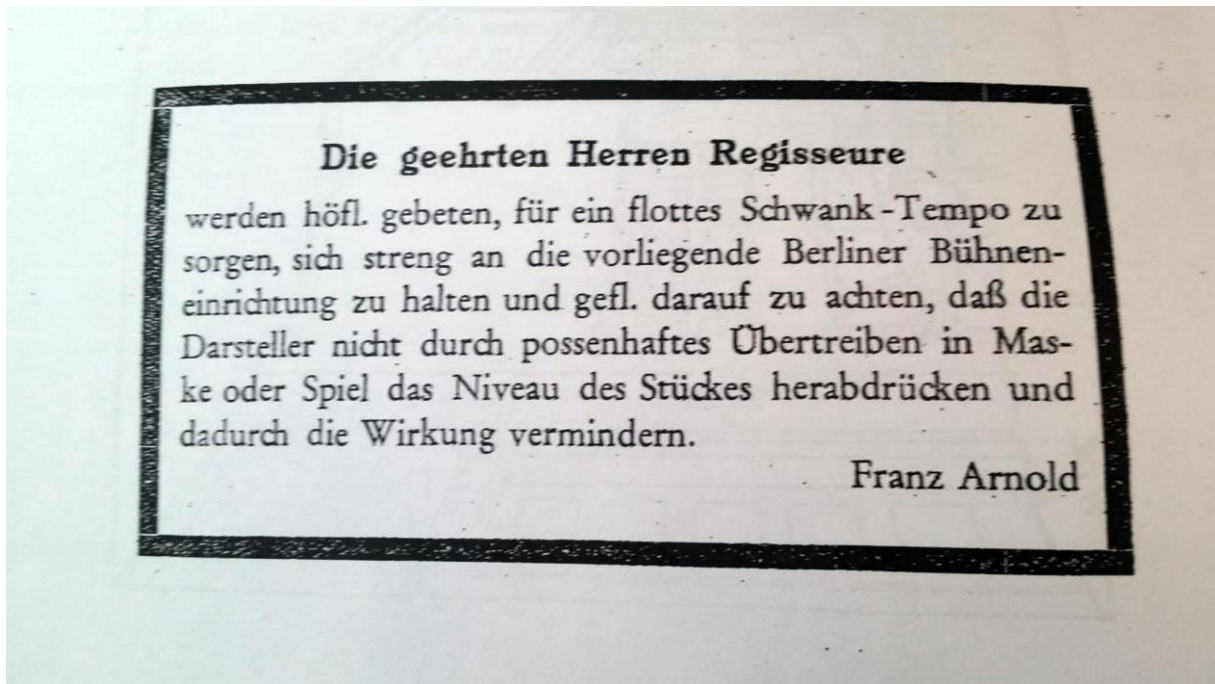 Die geehrten Herren Regisseure
werden höfl. gebeten, für ein flottes Schwank-Tempo zu
sorgen, sich streng an die vorliegende Berliner Bühnen-
einrichtung zu halten und gefl. darauf zu achten, daß die
Darsteller nicht durch possenhaftes Übertreiben in Mas-
ke oder Spiel das Niveau des Stückes herabdrücken und
dadurch die Wirkung vermindern.
Franz Arnold